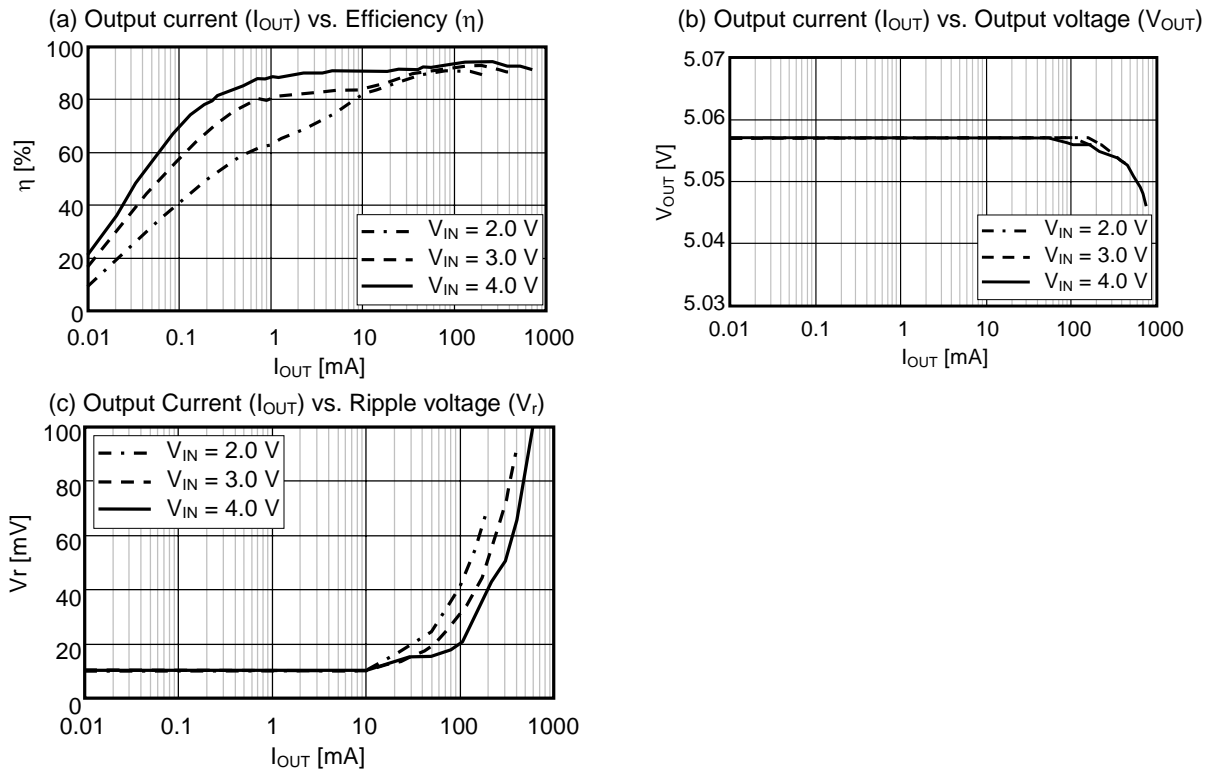 (a) Output current (IOUT) vs. Efficiency (η)
100
80
60
40
20
0
η [%]
0.01 0.1 1 10 100 1000
IOUT [mA]
VIN = 2.0 V
VIN = 3.0 V
VIN = 4.0 V
(b) Output current (IOUT) vs. Output voltage (VOUT)
5.07
5.06
5.05
5.04
5.03
VOUT [V]
0.01 0.1 1 10 100 1000
IOUT [mA]
VIN = 2.0 V
VIN = 3.0 V
VIN = 4.0 V
(c) Output Current (IOUT) vs. Ripple voltage (Vr)
100
80
60
40
20
0
Vr [mV]
0.01 0.1 1 10 100 1000
IOUT [mA]
VIN = 2.0 V
VIN = 3.0 V
VIN = 4.0 V